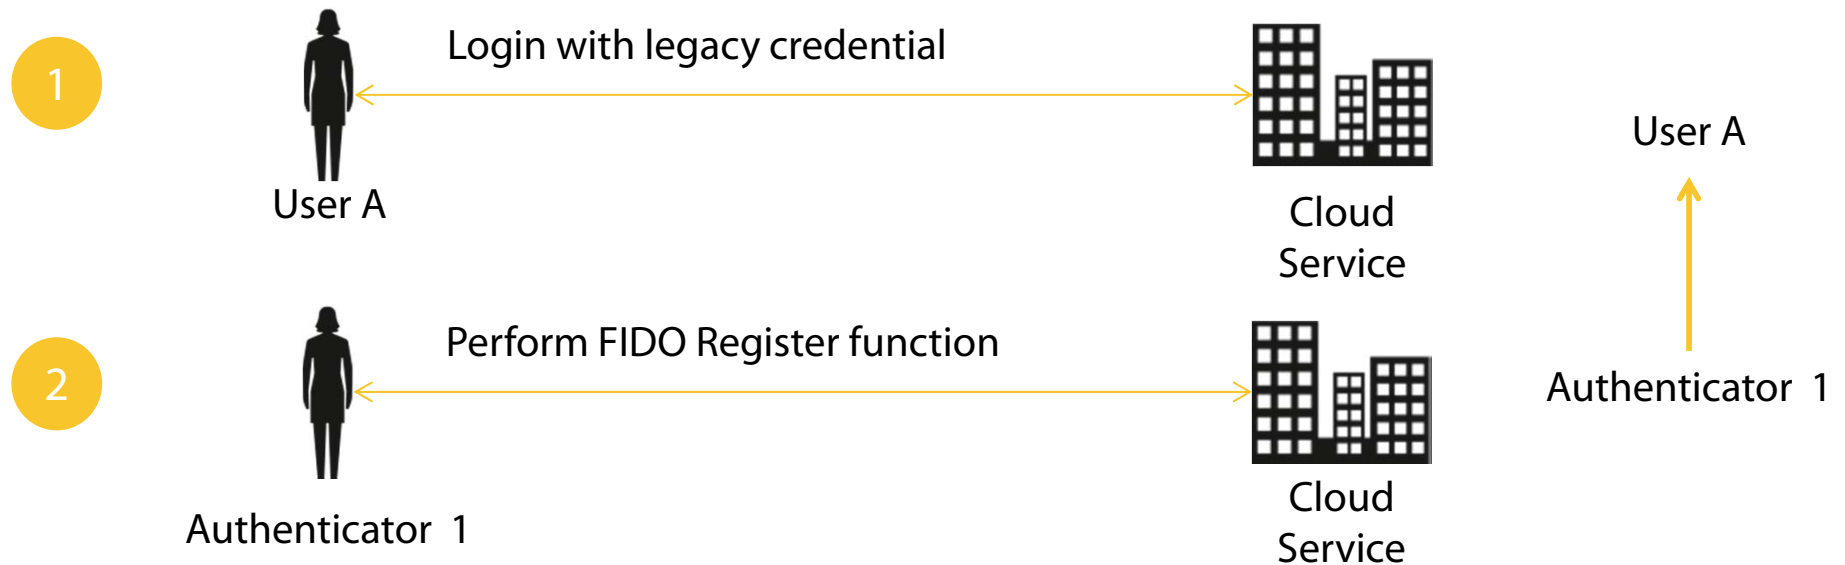 1
Login with legacy credential
User A
Cloud
Service
User A
2
Perform FIDO Register function
Authenticator 1
Authenticator 1
Cloud
Service